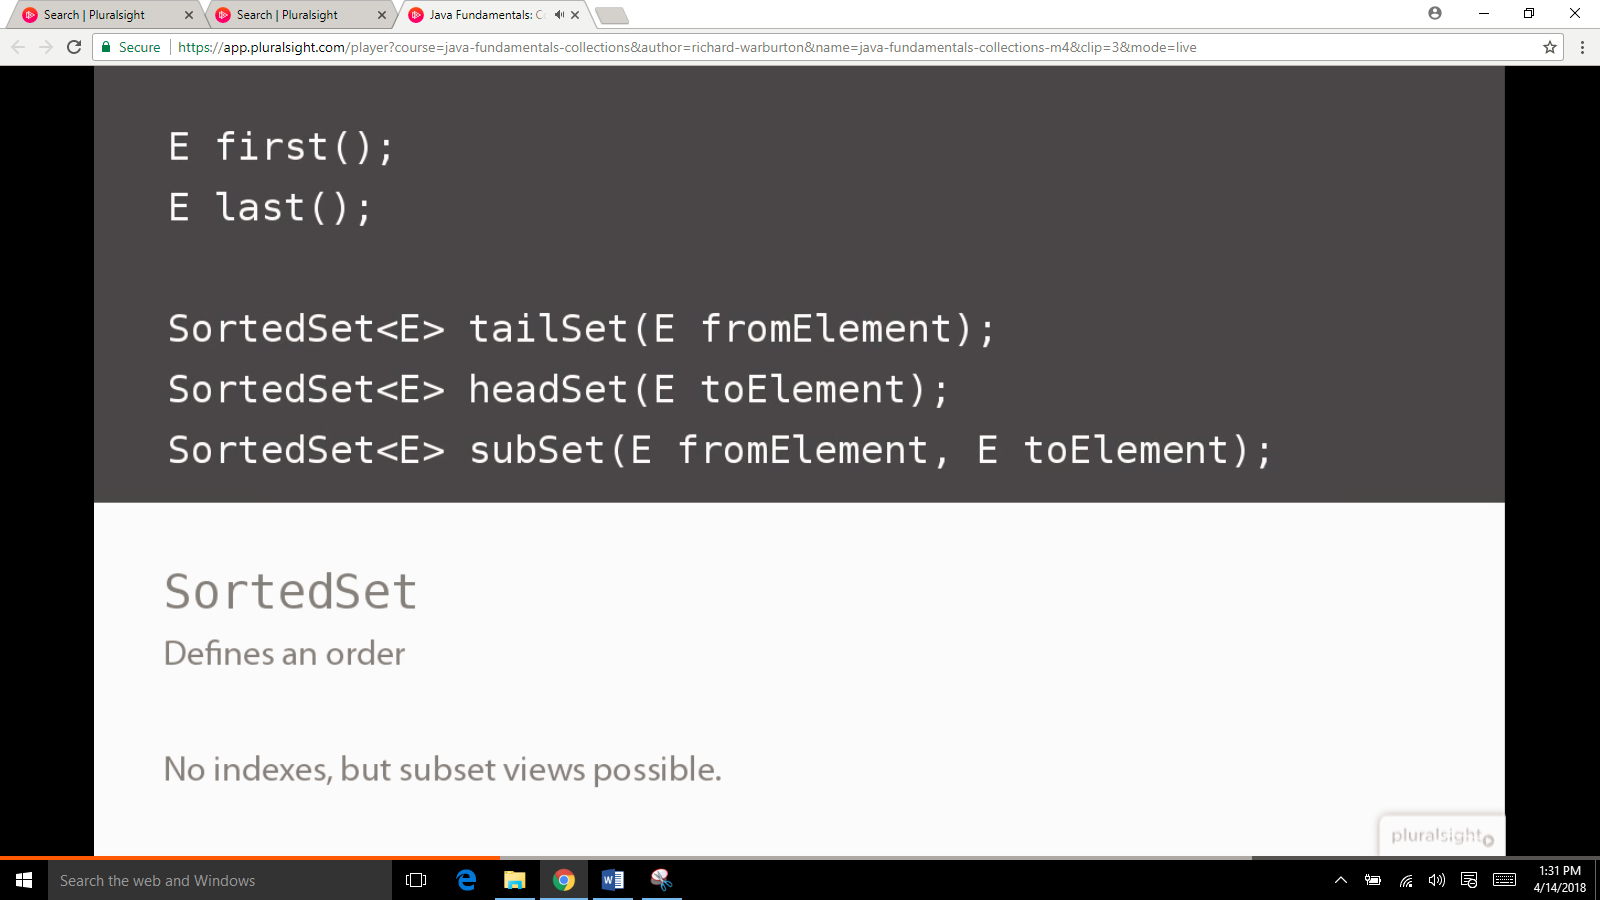 Search | Pluralsight
Search | Pluralsight
Java Fundamentals: C
Secure
https://app.pluralsight.com/player?course=java-fundamentals-collections&author=richard-warburton&name=java-fundamentals-collections-m4&clip=3&mode=live
E first();
E last();
SortedSet<E> tailSet(E fromElement);
SortedSet<E> headSet(E toElement);
SortedSet<E> subSet(E fromElement, E toElement);
SortedSet
Defines an order
No indexes, but subset views possible.
pluralsight
Search the web and Windows
1:31 PM
4/14/2018